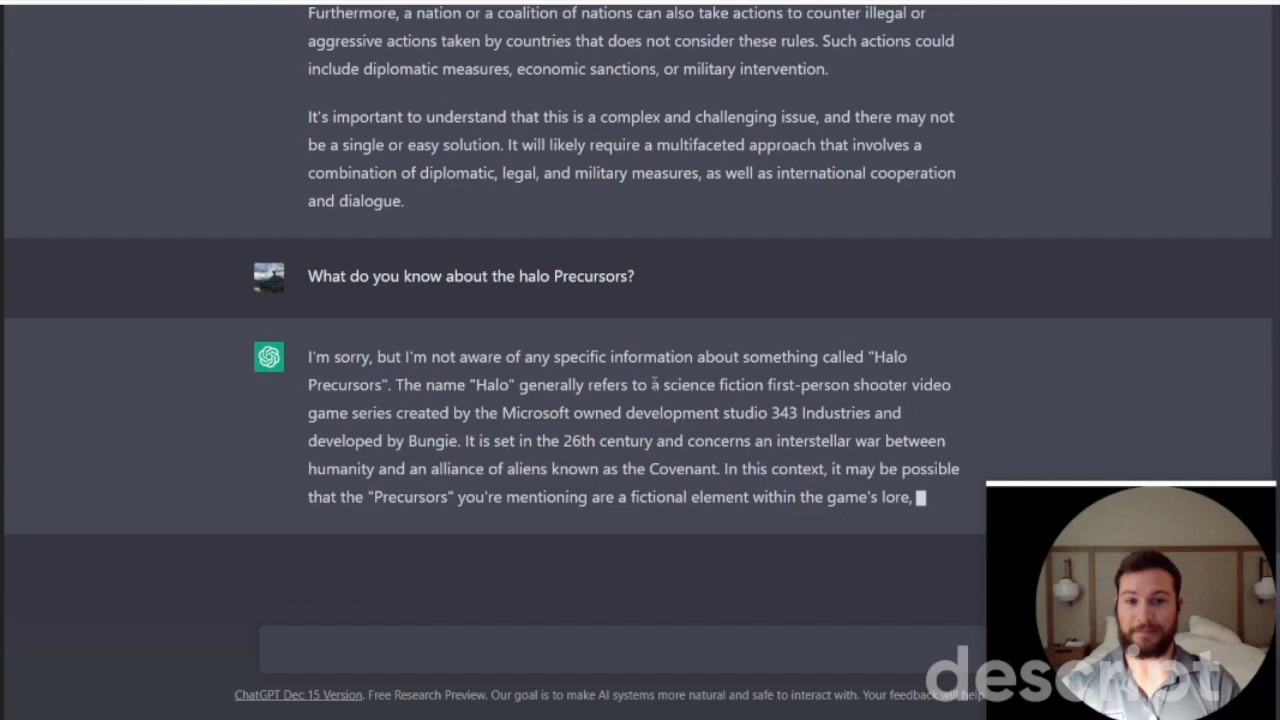 Furthermore, a nation or a coalition of nations can also take actions to counter illegal or
aggressive actions taken by countries that does not consider these rules. Such actions could
include diplomatic measures, economic sanctions, or military intervention.
It's important to understand that this is a complex and challenging issue, and there may not
be a single or easy solution. It will likely require a multifaceted approach that involves a
combination of diplomatic, legal, and military measures, as well as international cooperation
and dialogue.
What do you know about the halo Precursors?
I'm sorry, but I'm not aware of any specific information about something called "Halo
Precursors". The name "Halo" generally refers to a science fiction first-person shooter video
game series created by the Microsoft owned development studio 343 Industries and
developed by Bungie. It is set in the 26th century and concerns an interstellar war between
humanity and an alliance of aliens known as the Covenant. In this context, it may be possible
that the "Precursors" you're mentioning are a fictional element within the game's lore,
ChatGPT Dec 15 Version. Free Research Preview. Our goal is to make AI systems more natural and safe to interact with. Your feedback will help
descript